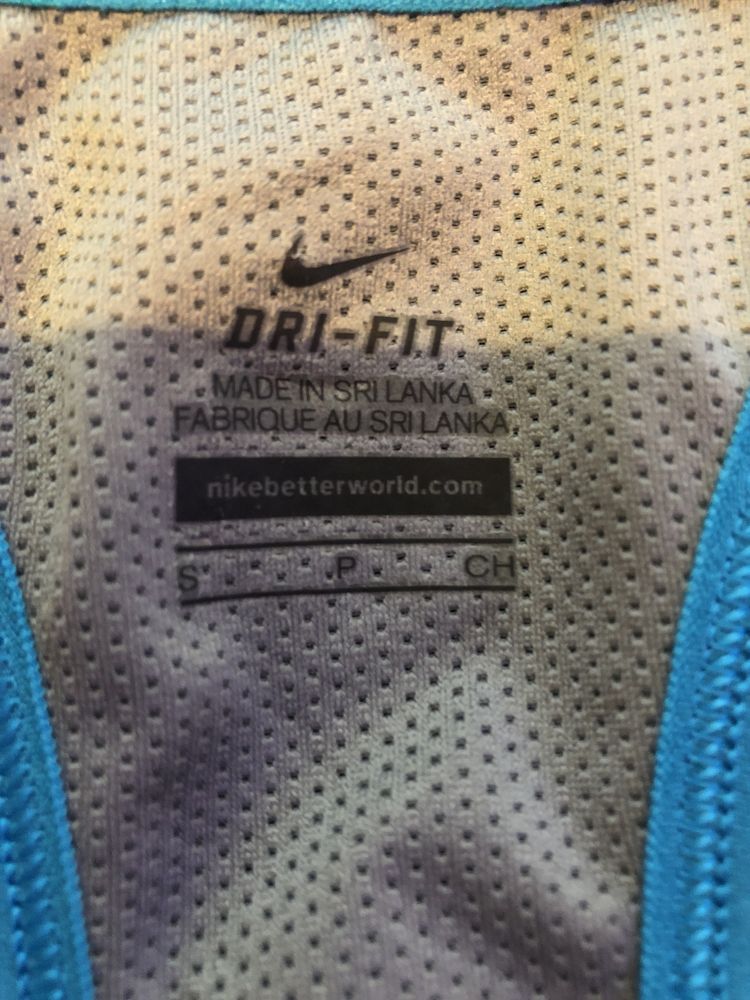 DRI-FIT
MADE IN SRI LANKA
FABRIQUE AU SRI LANKA
nikebetterworld.com
S P CH